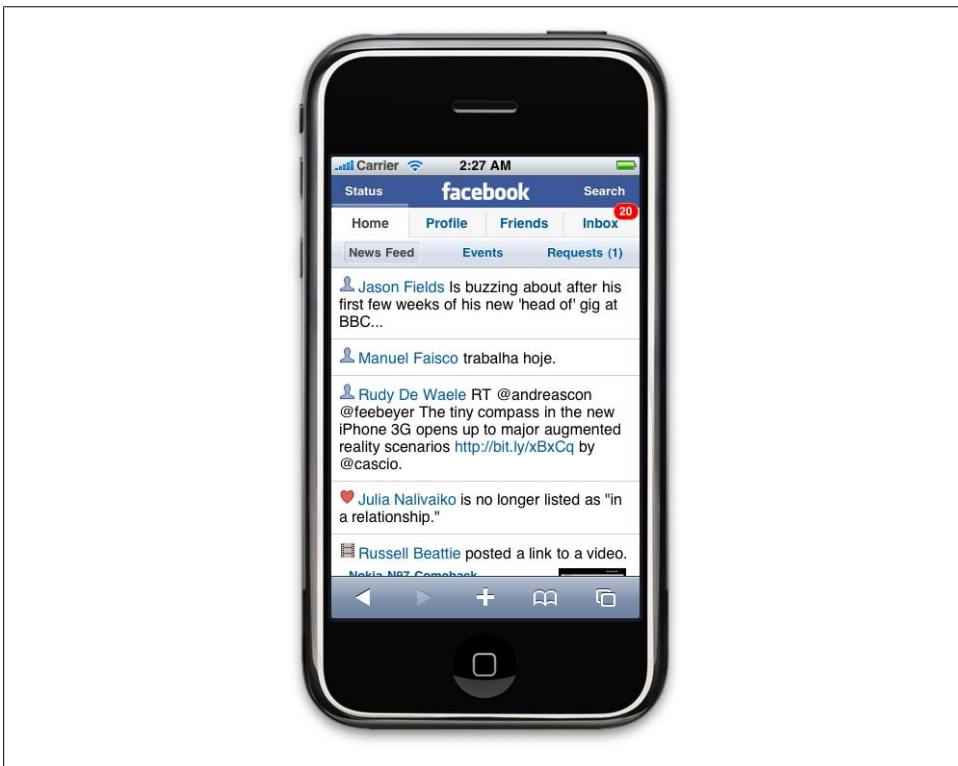 Carrier 2:27 AM
Status facebook Search
20
Home Profile Friends Inbox
News Feed Events Requests (1)
Jason Fields Is buzzing about after his
first few weeks of his new 'head of' gig at
BBC...
Manuel Faisco trabalha hoje.
Rudy De Waele RT @andreascon
@feebeyer The tiny compass in the new
iPhone 3G opens up to major augmented
reality scenarios http://bit.ly/xBxCq by
@cascio.
Julia Nalivaiko is no longer listed as "in
a relationship."
Russell Beattie posted a link to a video.
Nokia N97 Comeback